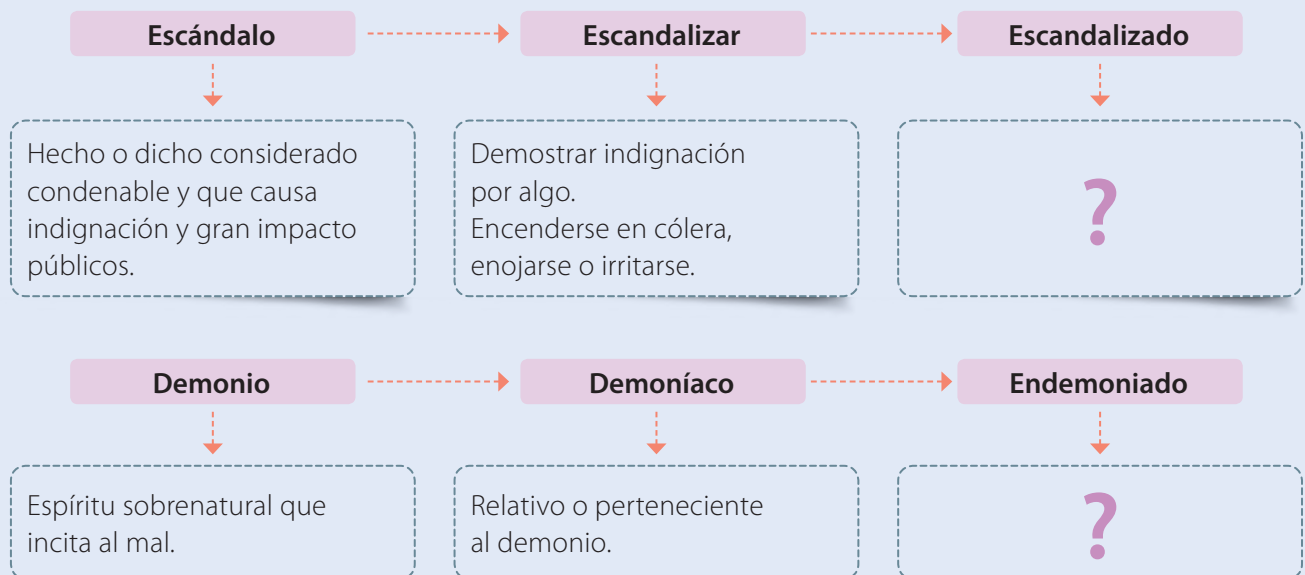 Escándalo
Escandalizar
Escandalizado
Hecho o dicho considerado
condenable y que causa
indignación y gran impacto
públicos.
Demostrar indignación
por algo.
Encenderse en cólera,
enojarse o irritarse.
?
Demonio
Demoníaco
Endemoniado
Espíritu sobrenatural que
incita al mal.
Relativo o perteneciente
al demonio.
?